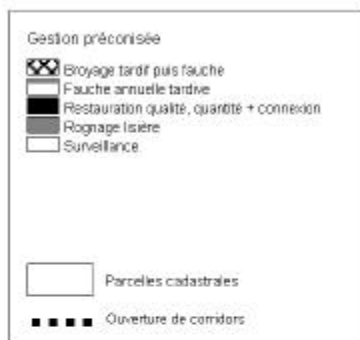 Gestion préconisée
Broyage tardif puis fauche
Fauche annuelle tardive
Restauration qualité, quantité + connexion
Rognage lisière
Surveillance
Parcelles cadastrales
Ouverture de corridors